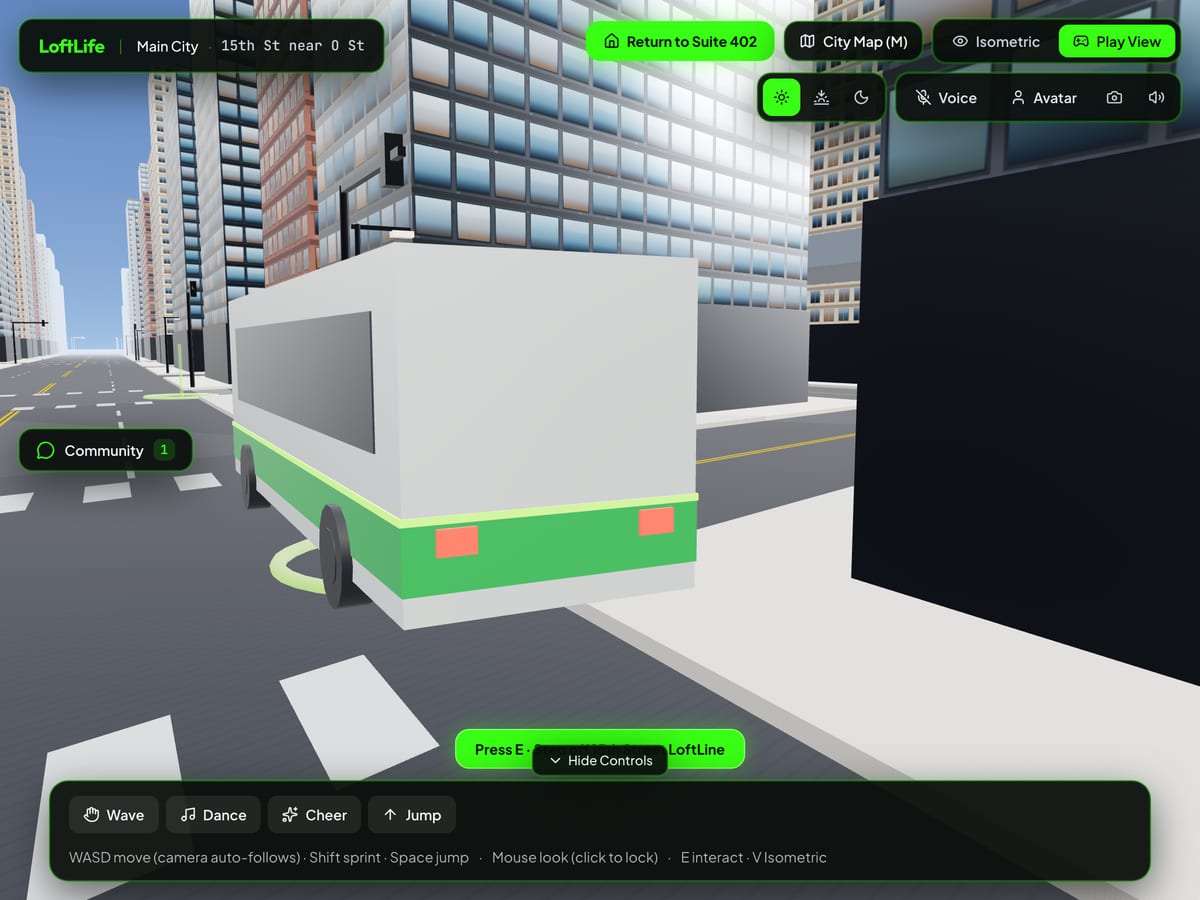 LoftLife
Main City · 15th St near O St
Return to Suite 402
City Map (M)
Isometric
Play View
Voice
Avatar
Community 1
Press E · LoftLine
Hide Controls
Wave
Dance
Cheer
Jump
WASD move (camera auto-follows) · Shift sprint · Space jump · Mouse look (click to lock) · E interact · V Isometric